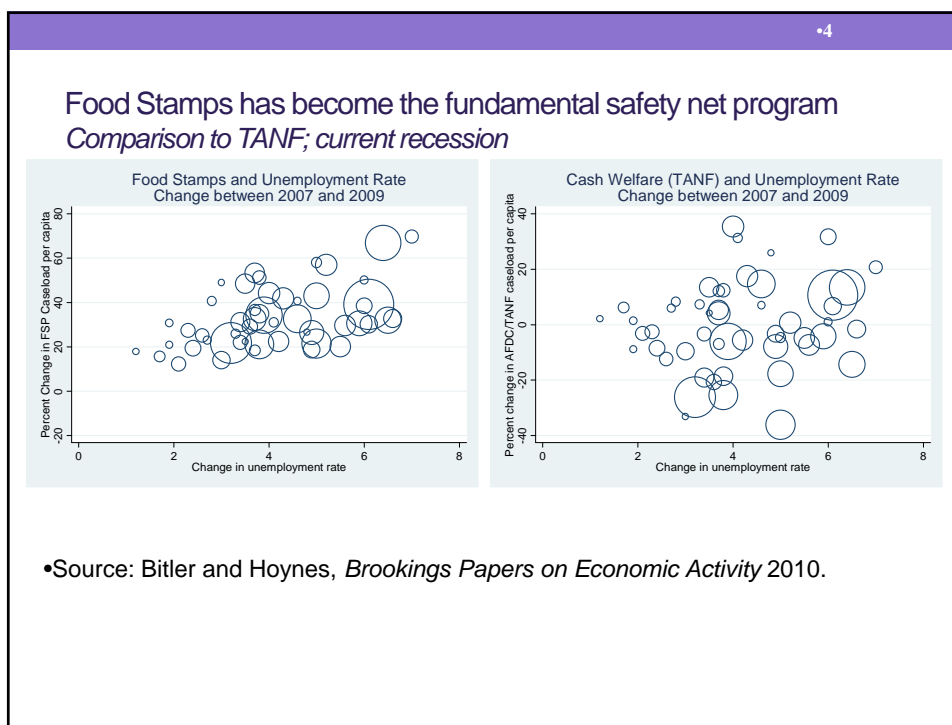 •4
Food Stamps has become the fundamental safety net program
Comparison to TANF; current recession
Food Stamps and Unemployment Rate
Change between 2007 and 2009
Percent Change in FSP Caseload per capita
80
60
40
20
0
-20
0 2 4 6 8
Change in unemployment rate
Cash Welfare (TANF) and Unemployment Rate
Change between 2007 and 2009
Percent change in AFDC/TANF caseload per capita
40
20
0
-20
-40
0 2 4 6 8
Change in unemployment rate
•Source: Bitler and Hoynes, Brookings Papers on Economic Activity 2010.